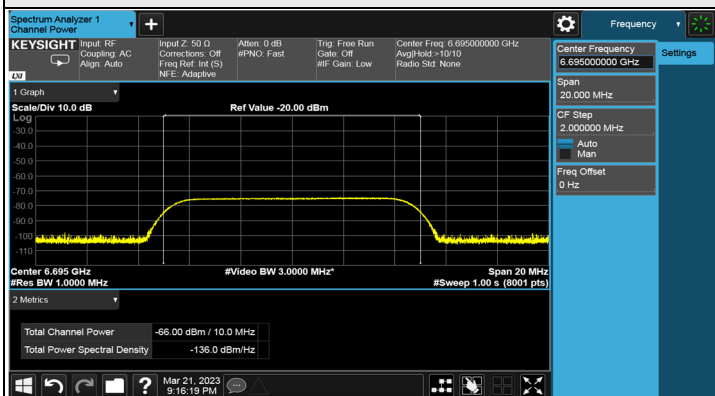 Spectrum Analyzer 1
Channel Power
+
Frequency
KEYSIGHT
LXI
Input: RF
Coupling: AC
Align: Auto
Input Z: 50 Ω
Corrections: Off
Freq Ref: Int (S)
NFE: Adaptive
Atten: 0 dB
#PNO: Fast
Trig: Free Run
Gate: Off
#IF Gain: Low
Center Freq: 6.695000000 GHz
Avg|Hold:>10/10
Radio Std: None
Center Frequency
6.695000000 GHz
Settings
Span
20.000 MHz
CF Step
2.000000 MHz
Auto
Man
Freq Offset
0 Hz
1 Graph
Scale/Div 10.0 dB
Ref Value -20.00 dBm
Log
-30.0
-40.0
-50.0
-60.0
-70.0
-80.0
-90.0
-100
-110
Center 6.695 GHz
#Video BW 3.0000 MHz*
Span 20 MHz
#Res BW 1.0000 MHz
#Sweep 1.00 s (8001 pts)
2 Metrics
Total Channel Power -66.00 dBm / 10.0 MHz
Total Power Spectral Density -136.0 dBm/Hz
?
Mar 21, 2023
9:16:19 PM